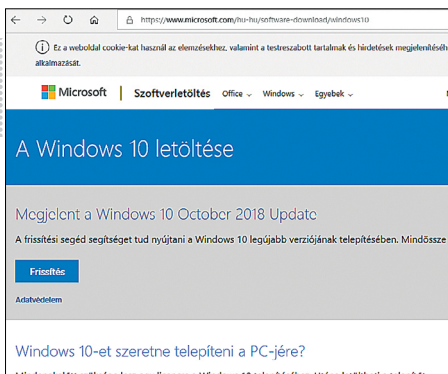 https://www.microsoft.com/hu-hu/software-download/windows10
Ez a weboldal cookie-kat használ az elemzésekhez, valamint a testreszabott tartalmak és hirdetések megjelenítéséh
alkalmazását.
Microsoft | Szoftverletöltés Office Windows Egyebek
A Windows 10 letöltése
Megjelent a Windows 10 October 2018 Update
A frissítési segéd segítséget tud nyújtani a Windows 10 legújabb verziójának telepítésében. Mindössze
Frissítés
Adatvédelem
Windows 10-et szeretne telepíteni a PC-jére?